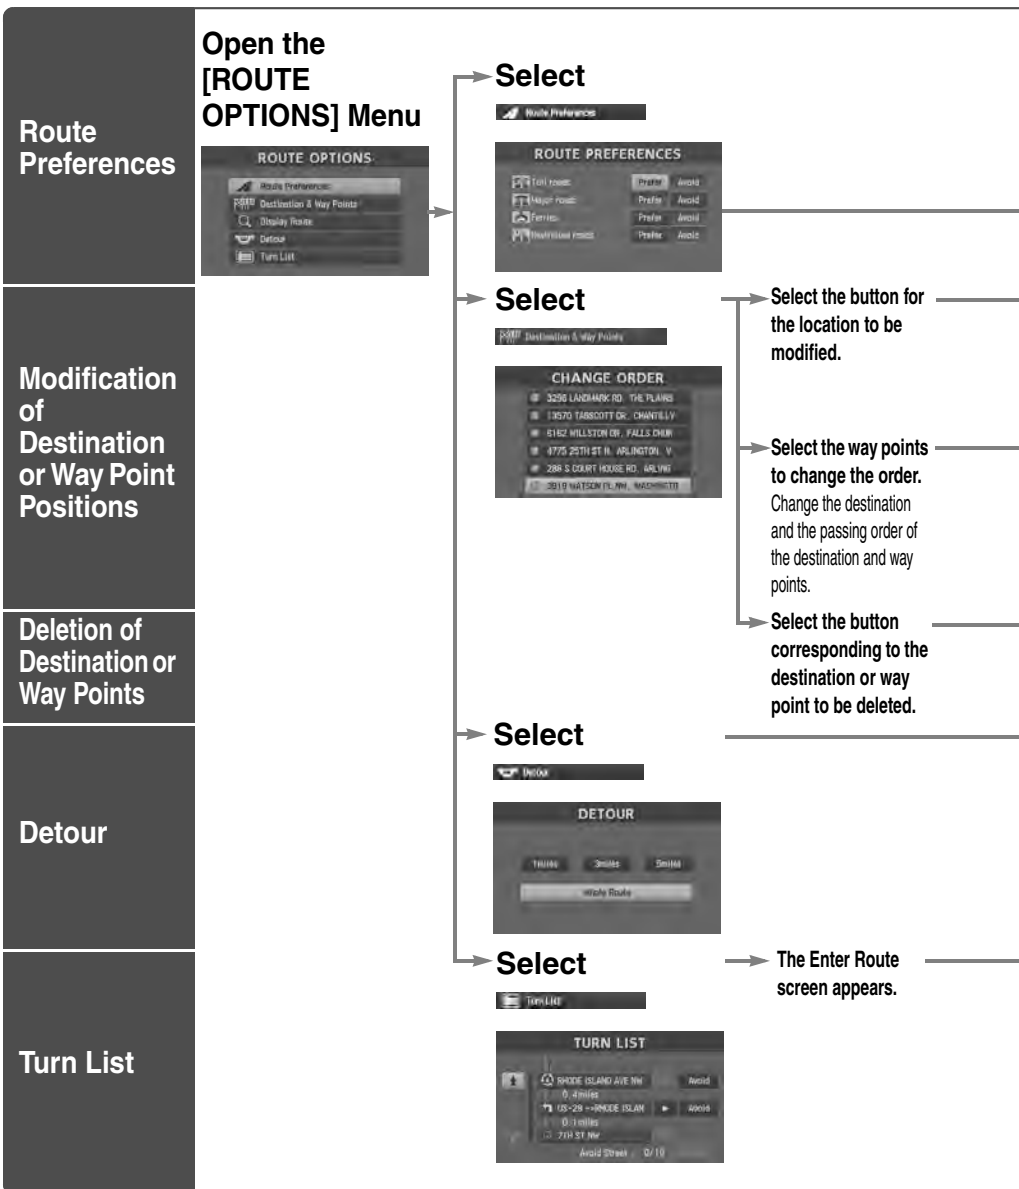 Route
Preferences
Open the
[ROUTE
OPTIONS] Menu
ROUTE OPTIONS
Route Preferences
Destination & Way Points
Display Route
Detour
Turn List
Select
Route Preferences
ROUTE PREFERENCES
Toll roads Prefer Avoid
Major roads Prefer Avoid
Ferries Prefer Avoid
Restricted roads Prefer Avoid
Modification
of
Destination
or Way Point
Positions
Select
Destination & Way Points
CHANGE ORDER
3256 LANDMARK RD, THE PLAINS
13570 TABSCOTT DR, CHANTILLY
6162 WILLSTON DR, FALLS CHUR
4775 25TH ST N, ARLINGTON, V
288 S COURT HOUSE RD, ARLING
3919 WATSON PL NW, WASHINGTO
Select the button for
the location to be
modified.
Select the way points
to change the order.
Change the destination
and the passing order of
the destination and way
points.
Deletion of
Destination or
Way Points
Select the button
corresponding to the
destination or way
point to be deleted.
Detour
Select
Detour
DETOUR
1miles 3miles 5miles
Whole Route
Turn List
Select
Turn List
The Enter Route
screen appears.
TURN LIST
RHODE ISLAND AVE NW Avoid
0.4miles
US-29 ->RHODE ISLAN Avoid
0.1miles
7TH ST NW
Avoid Street 0/10